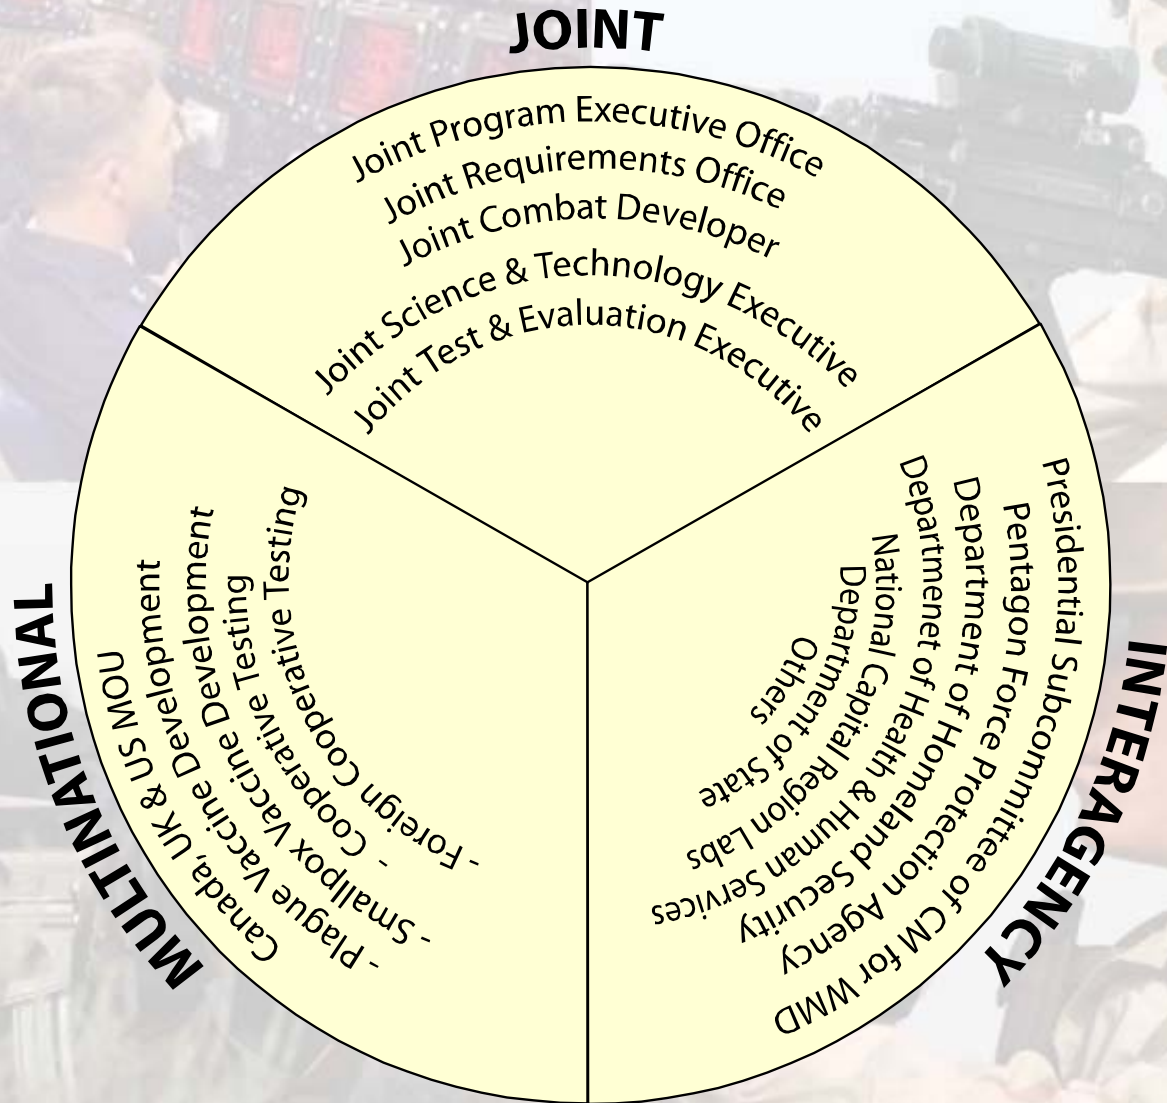 JOINT
Joint Program Executive Office
Joint Requirements Office
Joint Combat Developer
Joint Science & Technology Executive
Joint Test & Evaluation Executive
INTERAGENCY
Presidential Subcommittee of CM for WMD
Pentagon Force Protection Agency
Department of Homeland Security
Departmenet of Health & Human Services
National Capital Region Labs
Department of State
Others
MULTINATIONAL
Canada, UK & US MOU
- Plague Vaccine Development
- Smallpox Vaccine Development
- Cooperative Testing
- Foreign Cooperative Testing